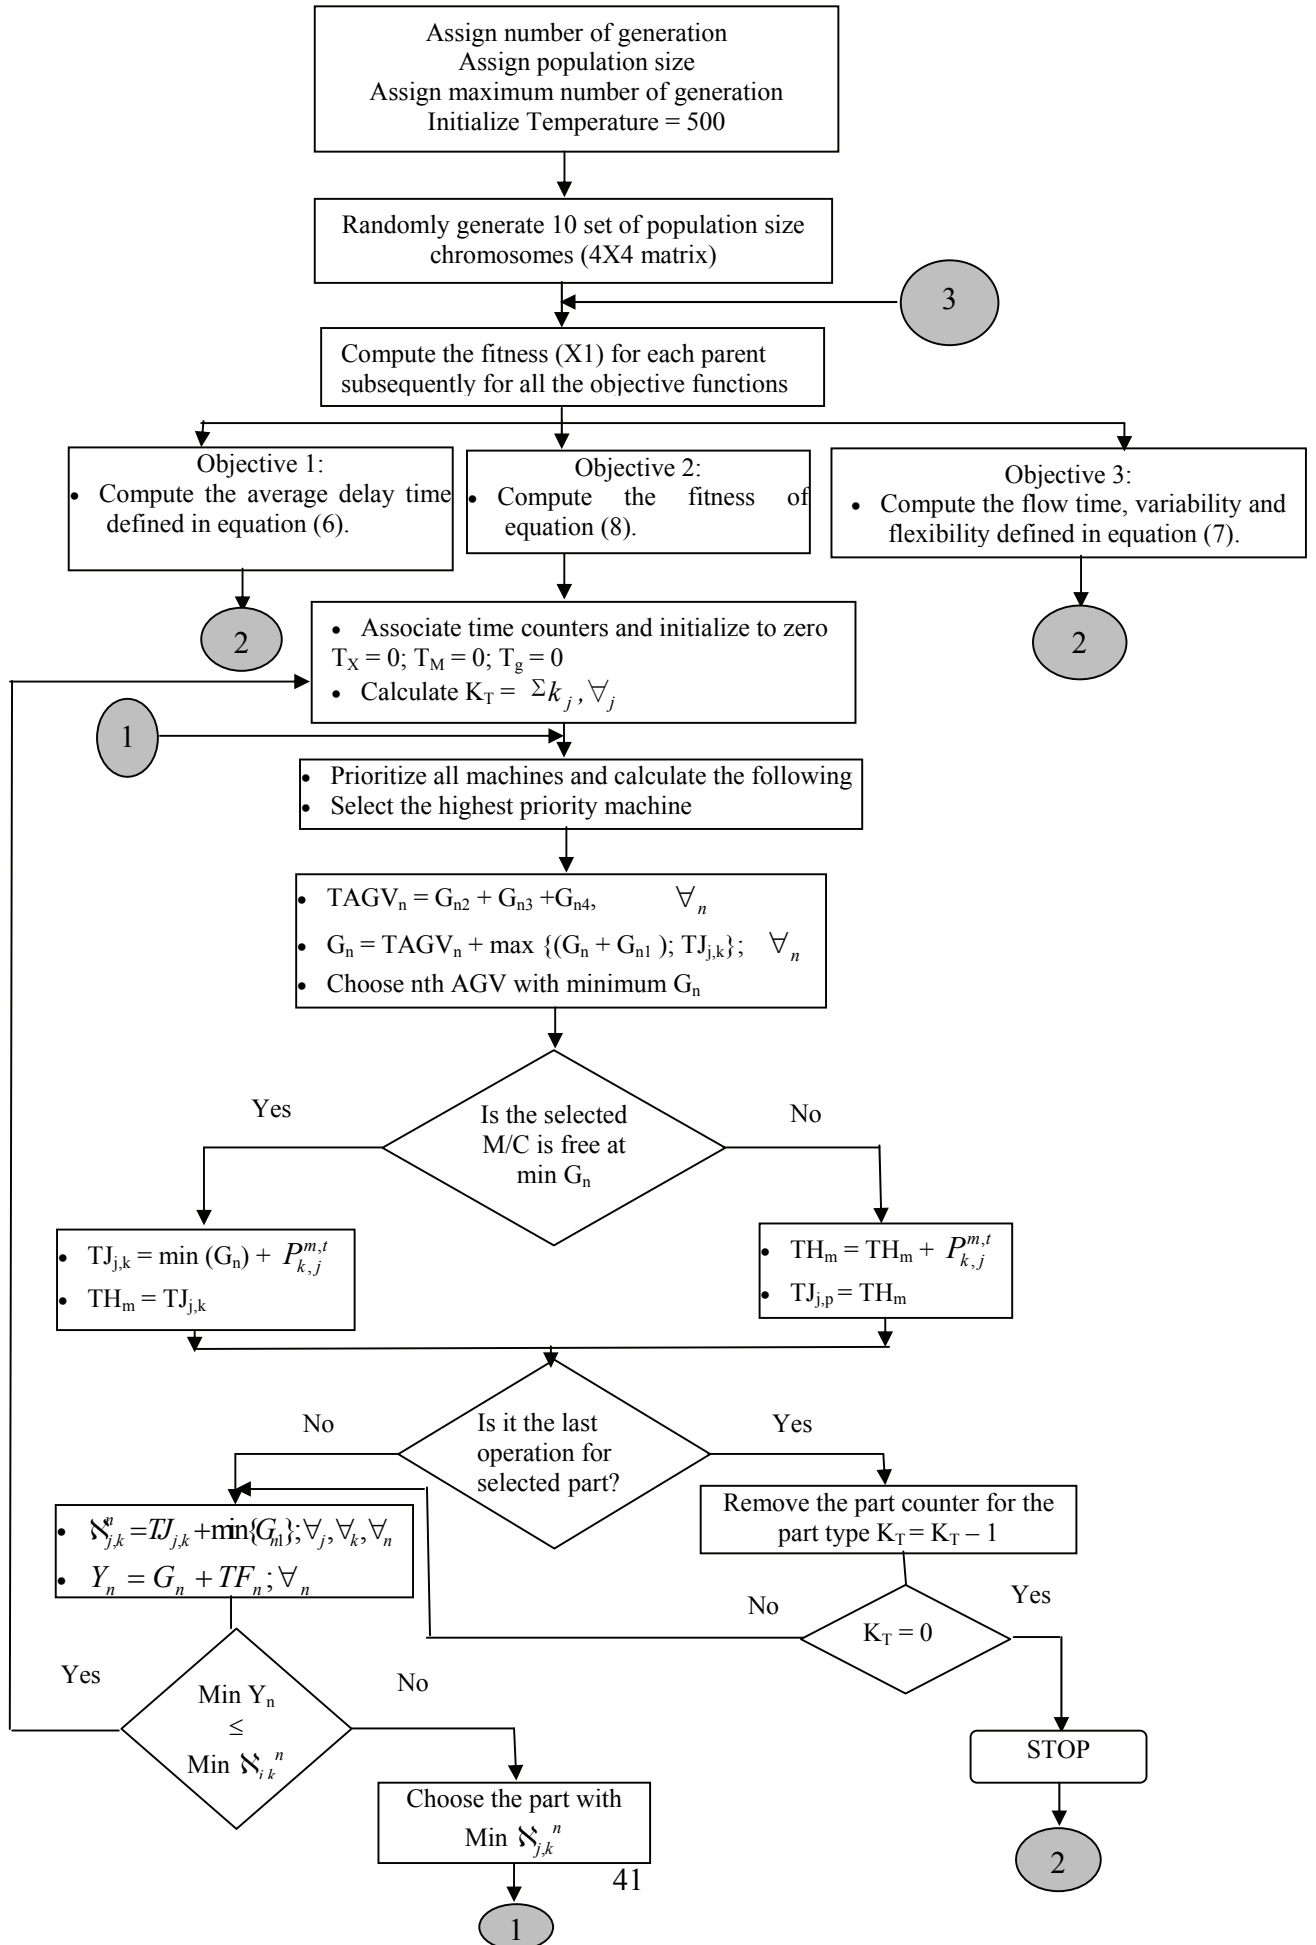 Assign number of generation
Assign population size
Assign maximum number of generation
Initialize Temperature = 500
Randomly generate 10 set of population size
chromosomes (4X4 matrix)
3
Compute the fitness (X1) for each parent
subsequently for all the objective functions
Objective 1:
• Compute the average delay time
defined in equation (6).
Objective 2:
• Compute the fitness of
equation (8).
Objective 3:
• Compute the flow time, variability and
flexibility defined in equation (7).
2
2
• Associate time counters and initialize to zero
T_X = 0; T_M = 0; T_g = 0
• Calculate K_T = Σk_j, ∀_j
1
• Prioritize all machines and calculate the following
• Select the highest priority machine
• TAGV_n = G_n2 + G_n3 +G_n4, ∀_n
• G_n = TAGV_n + max {(G_n + G_n1 ); TJ_j,k}; ∀_n
• Choose nth AGV with minimum G_n
Yes
Is the selected
M/C is free at
min G_n
No
• TJ_j,k = min (G_n) + P_{k,j}^{m,t}
• TH_m = TJ_j,k
• TH_m = TH_m + P_{k,j}^{m,t}
• TJ_j,p = TH_m
No
Is it the last
operation for
selected part?
Yes
• ℵ_{j,k}^n =TJ_j,k +min{G_n1};∀_j,∀_k,∀_n
• Y_n = G_n + TF_n ;∀_n
Remove the part counter for the
part type K_T = K_T – 1
No
K_T = 0
Yes
Yes
Min Y_n
≤
Min ℵ_{j,k}^n
No
STOP
Choose the part with
Min ℵ_{j,k}^n
2
41
1